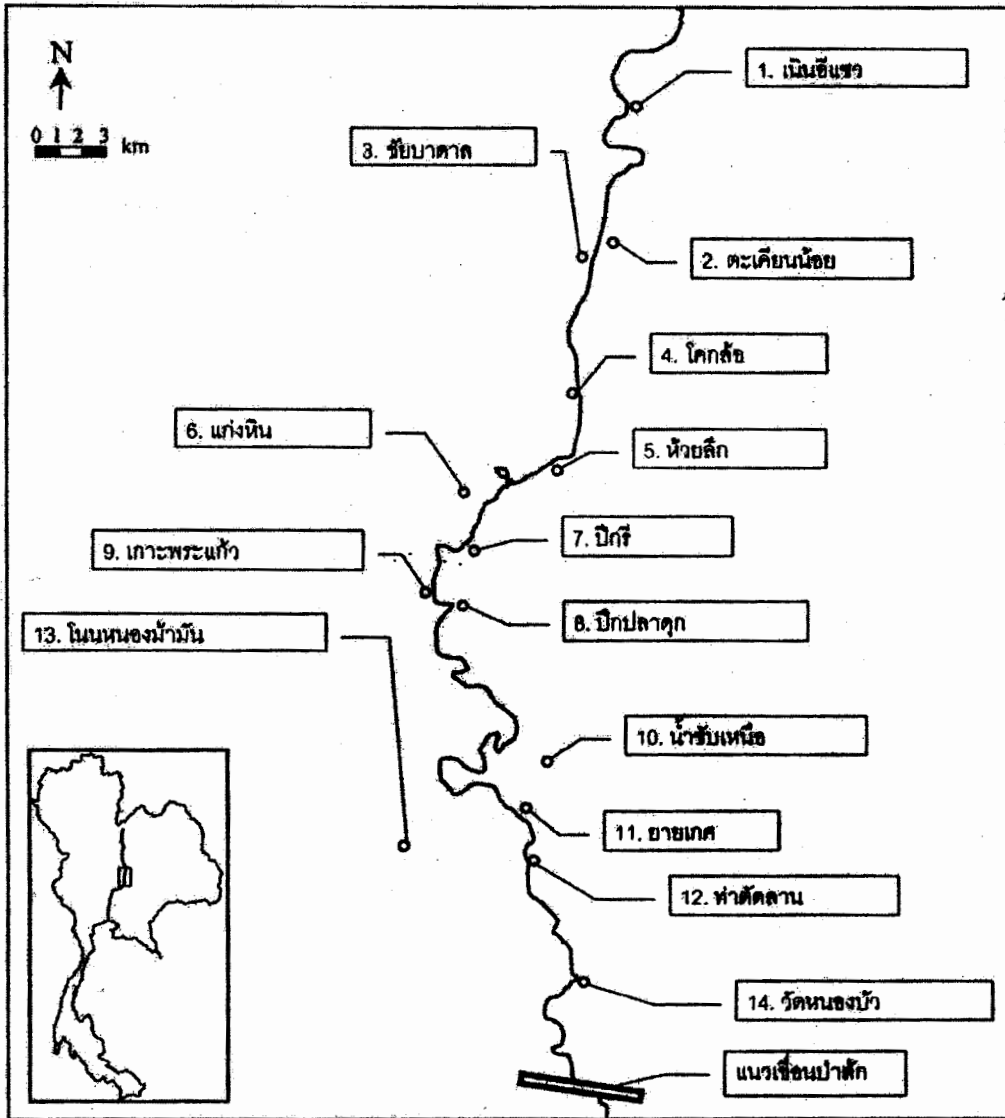 N
0 1 2 3 km
1. เนินอีแซว
3. ชัยบาดาล
2. ตะเคียนน้อย
4. โคกสัอ
6. แก่งหิน
5. ห้วยลึก
7. ปึกรี
9. เกาะพระแก้ว
8. ปึกปลาดุก
13. โนนหนองม้ามัน
10. น้ำซับเหนือ
11. ยายเกศ
12. ท่าตัดลาน
14. วัดหนองบัว
แนวเขื่อนป่าสัก